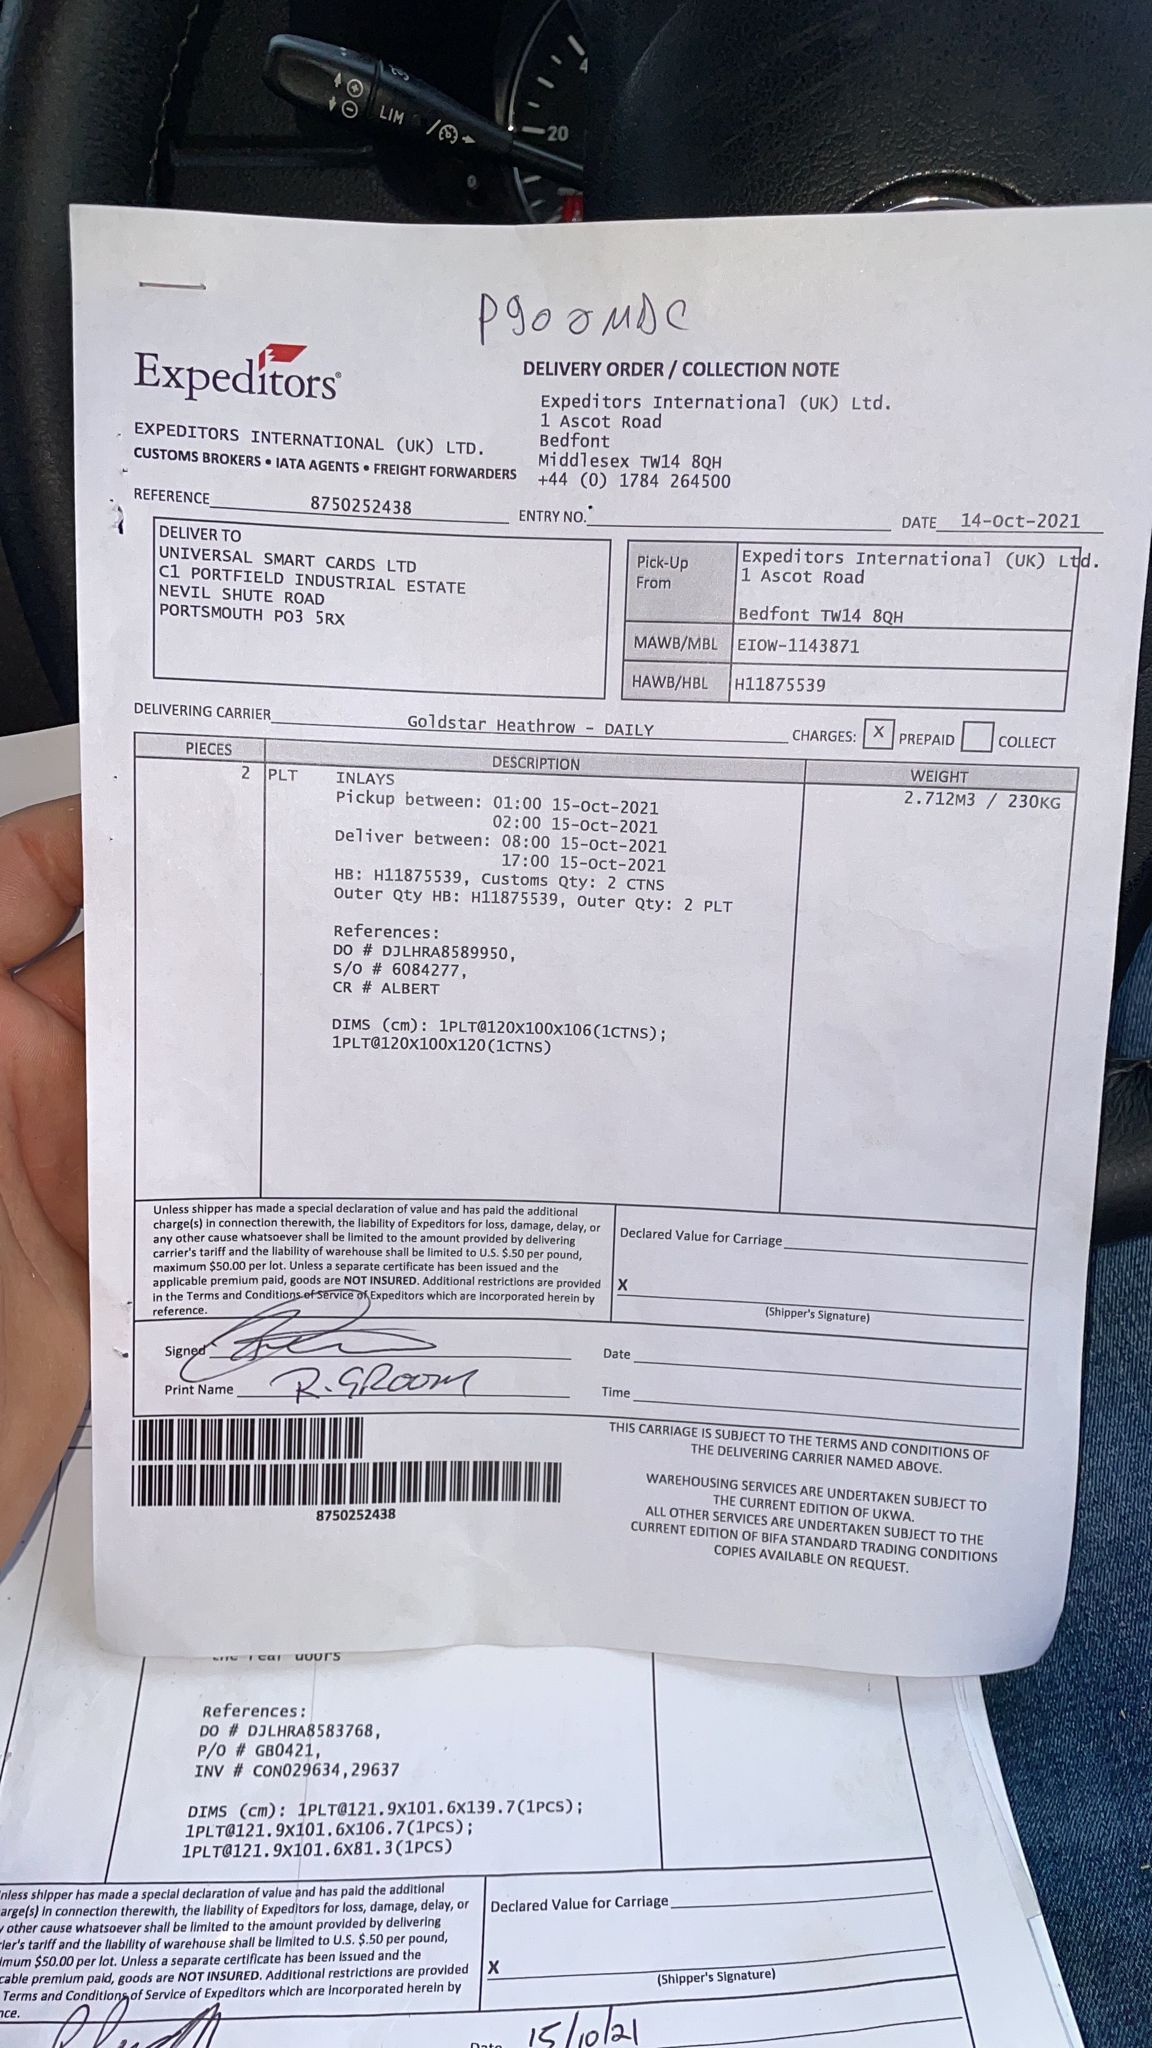 LIM
20
P900MDC
Expeditors®
DELIVERY ORDER / COLLECTION NOTE
Expeditors International (UK) Ltd.
1 Ascot Road
Bedfont
Middlesex TW14 8QH
+44 (0) 1784 264500
EXPEDITORS INTERNATIONAL (UK) LTD.
CUSTOMS BROKERS • IATA AGENTS • FREIGHT FORWARDERS
REFERENCE 8750252438
ENTRY NO.
DATE 14-Oct-2021
DELIVER TO
UNIVERSAL SMART CARDS LTD
C1 PORTFIELD INDUSTRIAL ESTATE
NEVIL SHUTE ROAD
PORTSMOUTH PO3 5RX
Pick-Up From
Expeditors International (UK) Ltd.
1 Ascot Road
Bedfont TW14 8QH
MAWB/MBL EIOW-1143871
HAWB/HBL H11875539
DELIVERING CARRIER Goldstar Heathrow - DAILY
CHARGES: X PREPAID COLLECT
PIECES DESCRIPTION WEIGHT
2 PLT INLAYS 2.712M3 / 230KG
Pickup between: 01:00 15-Oct-2021
02:00 15-Oct-2021
Deliver between: 08:00 15-Oct-2021
17:00 15-Oct-2021
HB: H11875539, Customs Qty: 2 CTNS
Outer Qty HB: H11875539, Outer Qty: 2 PLT
References:
DO # DJLHRA8589950,
S/O # 6084277,
CR # ALBERT
DIMS (cm): 1PLT@120X100X106(1CTNS);
1PLT@120X100X120(1CTNS)
Unless shipper has made a special declaration of value and has paid the additional
charge(s) in connection therewith, the liability of Expeditors for loss, damage, delay, or
any other cause whatsoever shall be limited to the amount provided by delivering
carrier's tariff and the liability of warehouse shall be limited to U.S. $.50 per pound,
maximum $50.00 per lot. Unless a separate certificate has been issued and the
applicable premium paid, goods are NOT INSURED. Additional restrictions are provided
in the Terms and Conditions of Service of Expeditors which are incorporated herein by
reference.
Declared Value for Carriage
X
(Shipper's Signature)
Signed
Date
Print Name R. GROOM
Time
8750252438
THIS CARRIAGE IS SUBJECT TO THE TERMS AND CONDITIONS OF
THE DELIVERING CARRIER NAMED ABOVE.
WAREHOUSING SERVICES ARE UNDERTAKEN SUBJECT TO
THE CURRENT EDITION OF UKWA.
ALL OTHER SERVICES ARE UNDERTAKEN SUBJECT TO THE
CURRENT EDITION OF BIFA STANDARD TRADING CONDITIONS
COPIES AVAILABLE ON REQUEST.
the rear doors
References:
DO # DJLHRA8583768,
P/O # GB0421,
INV # CON029634,29637
DIMS (cm): 1PLT@121.9X101.6X139.7(1PCS);
1PLT@121.9X101.6X106.7(1PCS);
1PLT@121.9X101.6X81.3(1PCS)
nless shipper has made a special declaration of value and has paid the additional
arge(s) in connection therewith, the liability of Expeditors for loss, damage, delay, or
y other cause whatsoever shall be limited to the amount provided by delivering
ier's tariff and the liability of warehouse shall be limited to U.S. $.50 per pound,
mum $50.00 per lot. Unless a separate certificate has been issued and the
cable premium paid, goods are NOT INSURED. Additional restrictions are provided
Terms and Conditions of Service of Expeditors which are incorporated herein by
nce.
Declared Value for Carriage
X
(Shipper's Signature)
Date 15/10/21